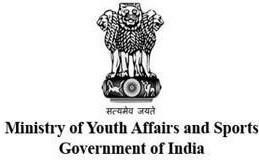 सत्यमेव जयते
Ministry of Youth Affairs and Sports
Government of India